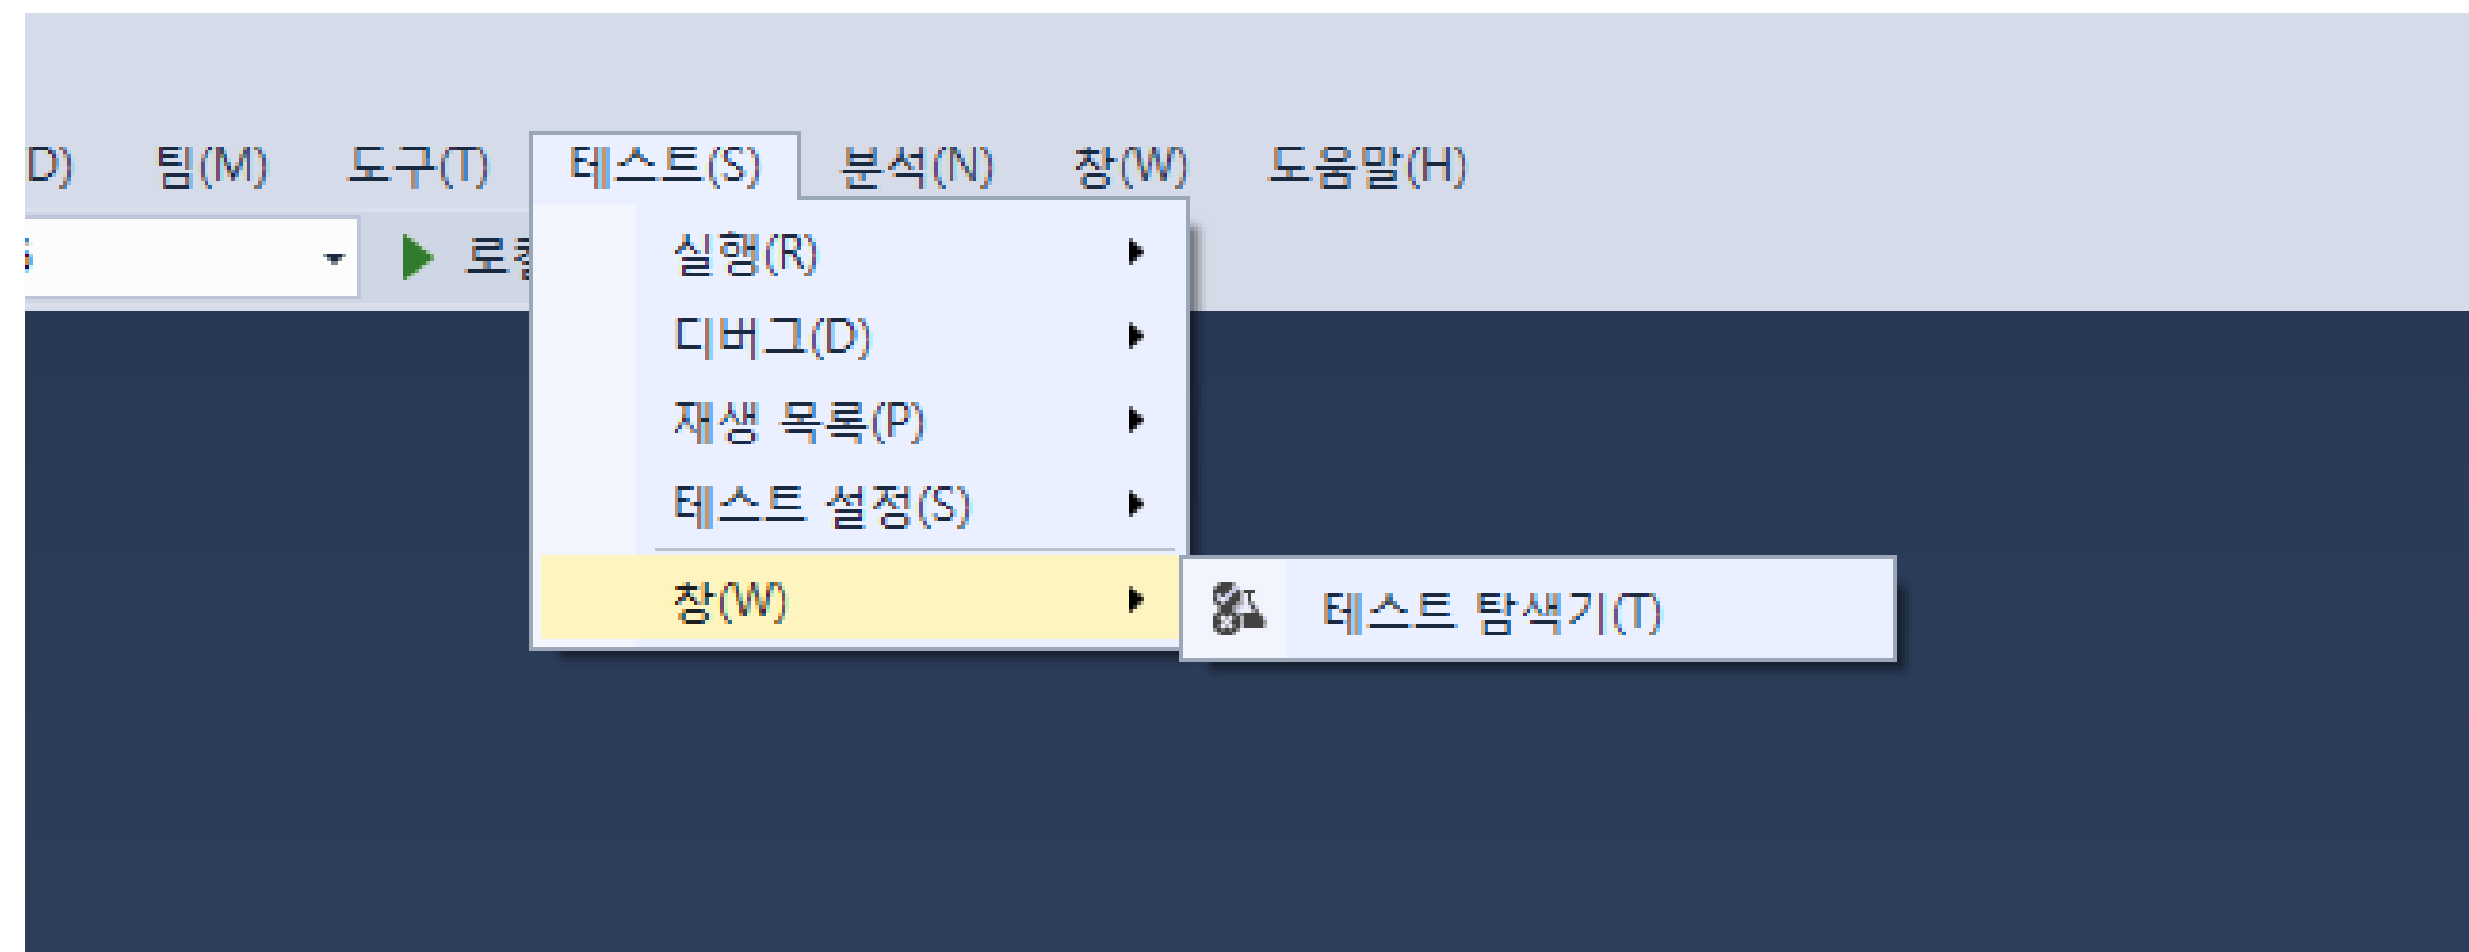 D) 팀(M) 도구(T) 테스트(S) 분석(N) 창(W) 도움말(H)
실행(R)
디버그(D)
재생 목록(P)
테스트 설정(S)
창(W) 테스트 탐색기(T)